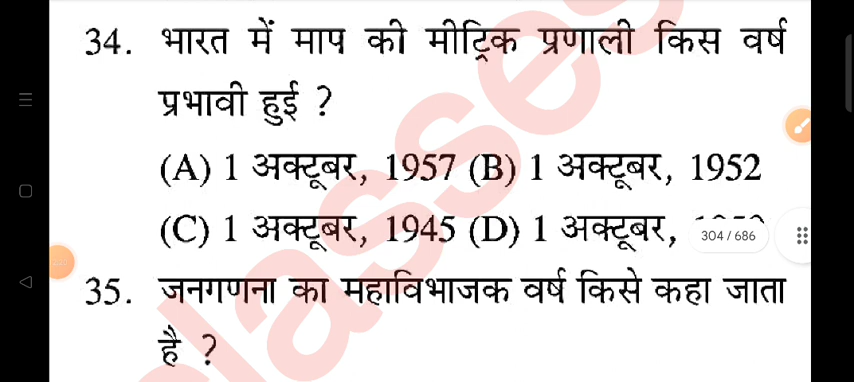 34. भारत में माप की मीट्रिक प्रणाली किस वर्ष
प्रभावी हुई ?
(A) 1 अक्टूबर, 1957 (B) 1 अक्टूबर, 1952
(C) 1 अक्टूबर, 1945 (D) 1 अक्टूबर,
304 / 686
35. जनगणना का महाविभाजक वर्ष किसे कहा जाता
है ?
classes